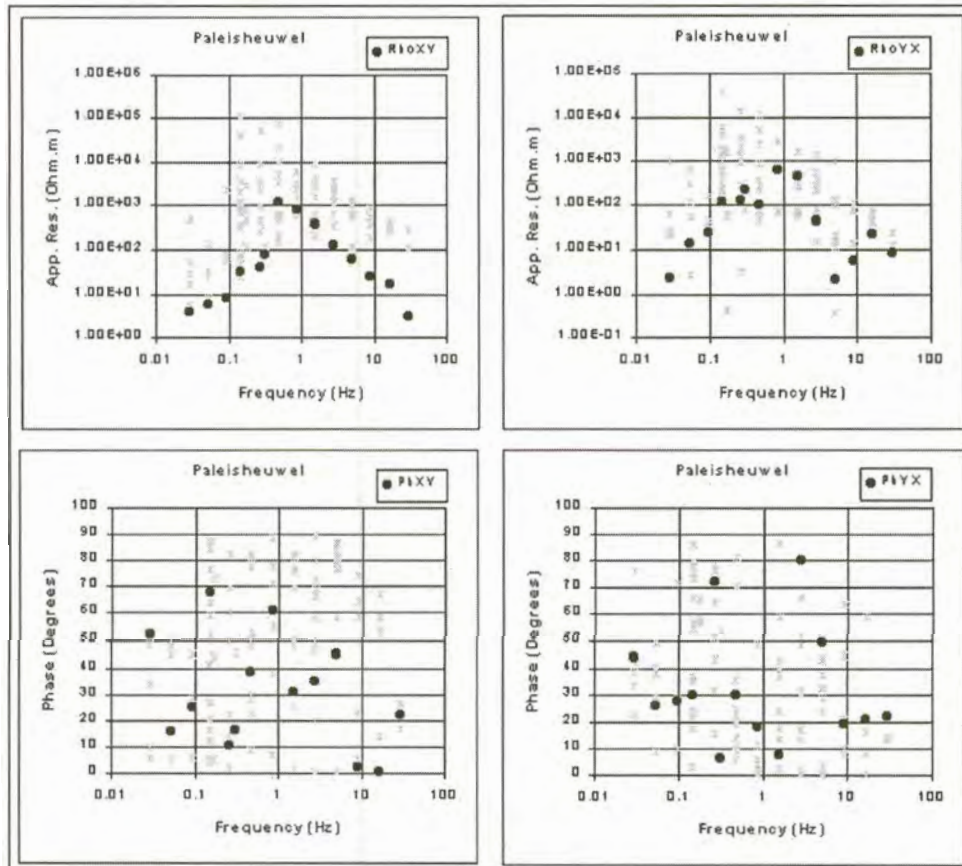 Paleisheuwel
RhoXY
1.00E+06
1.00E+05
1.00E+04
1.00E+03
1.00E+02
1.00E+01
1.00E+00
App. Res. (Ohm.m)
0.01 0.1 1 10 100
Frequency (Hz)
Paleisheuwel
RhoYX
1.00E+05
1.00E+04
1.00E+03
1.00E+02
1.00E+01
1.00E+00
1.00E-01
App. Res. (Ohm.m)
0.01 0.1 1 10 100
Frequency (Hz)
Paleisheuwel
PhXY
100
90
80
70
60
50
40
30
20
10
0
Phase (Degrees)
0.01 0.1 1 10 100
Frequency (Hz)
Paleisheuwel
PhYX
100
90
80
70
60
50
40
30
20
10
0
Phase (Degrees)
0.01 0.1 1 10 100
Frequency (Hz)